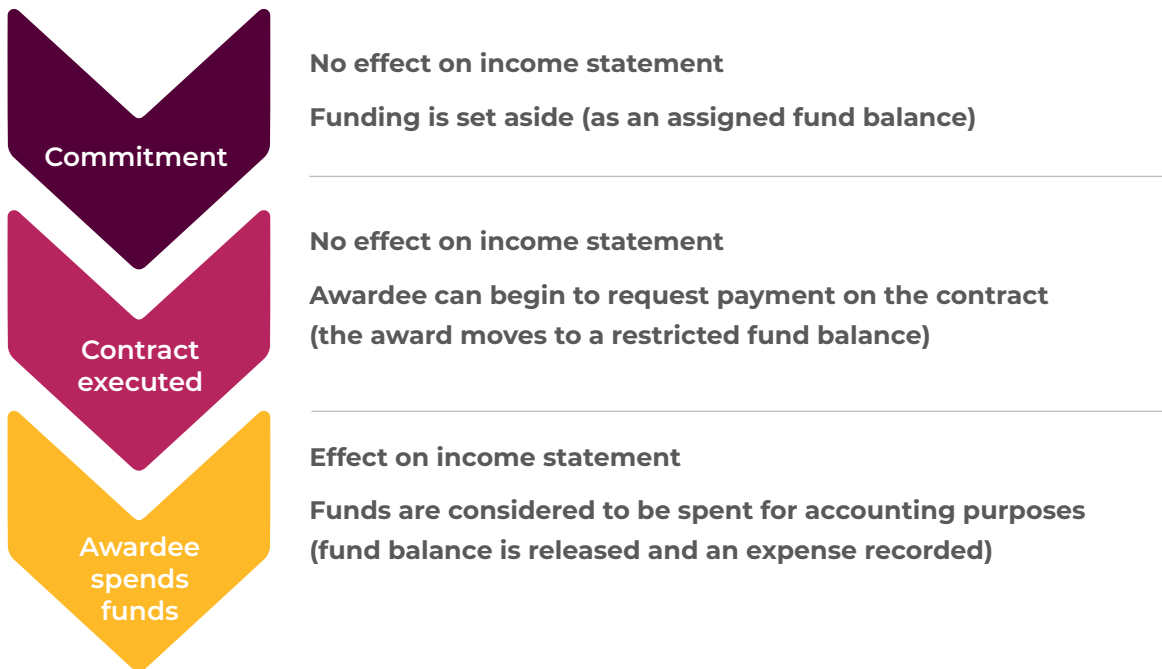 No effect on income statement
Funding is set aside (as an assigned fund balance)
Commitment
No effect on income statement
Awardee can begin to request payment on the contract
(the award moves to a restricted fund balance)
Contract
executed
Effect on income statement
Funds are considered to be spent for accounting purposes
(fund balance is released and an expense recorded)
Awardee
spends
funds